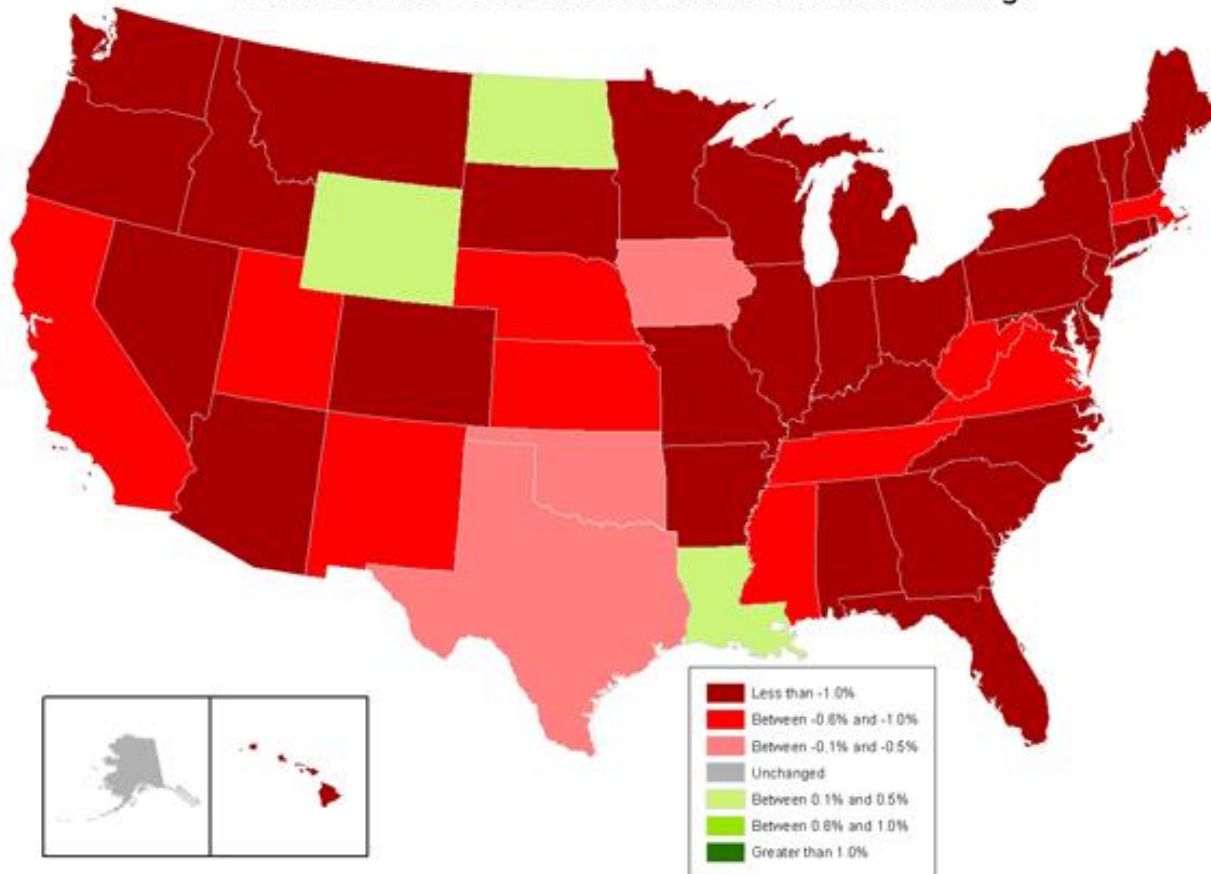 Less than -1.0%
Between -0.6% and -1.0%
Between -0.1% and -0.5%
Unchanged
Between 0.1% and 0.5%
Between 0.6% and 1.0%
Greater than 1.0%